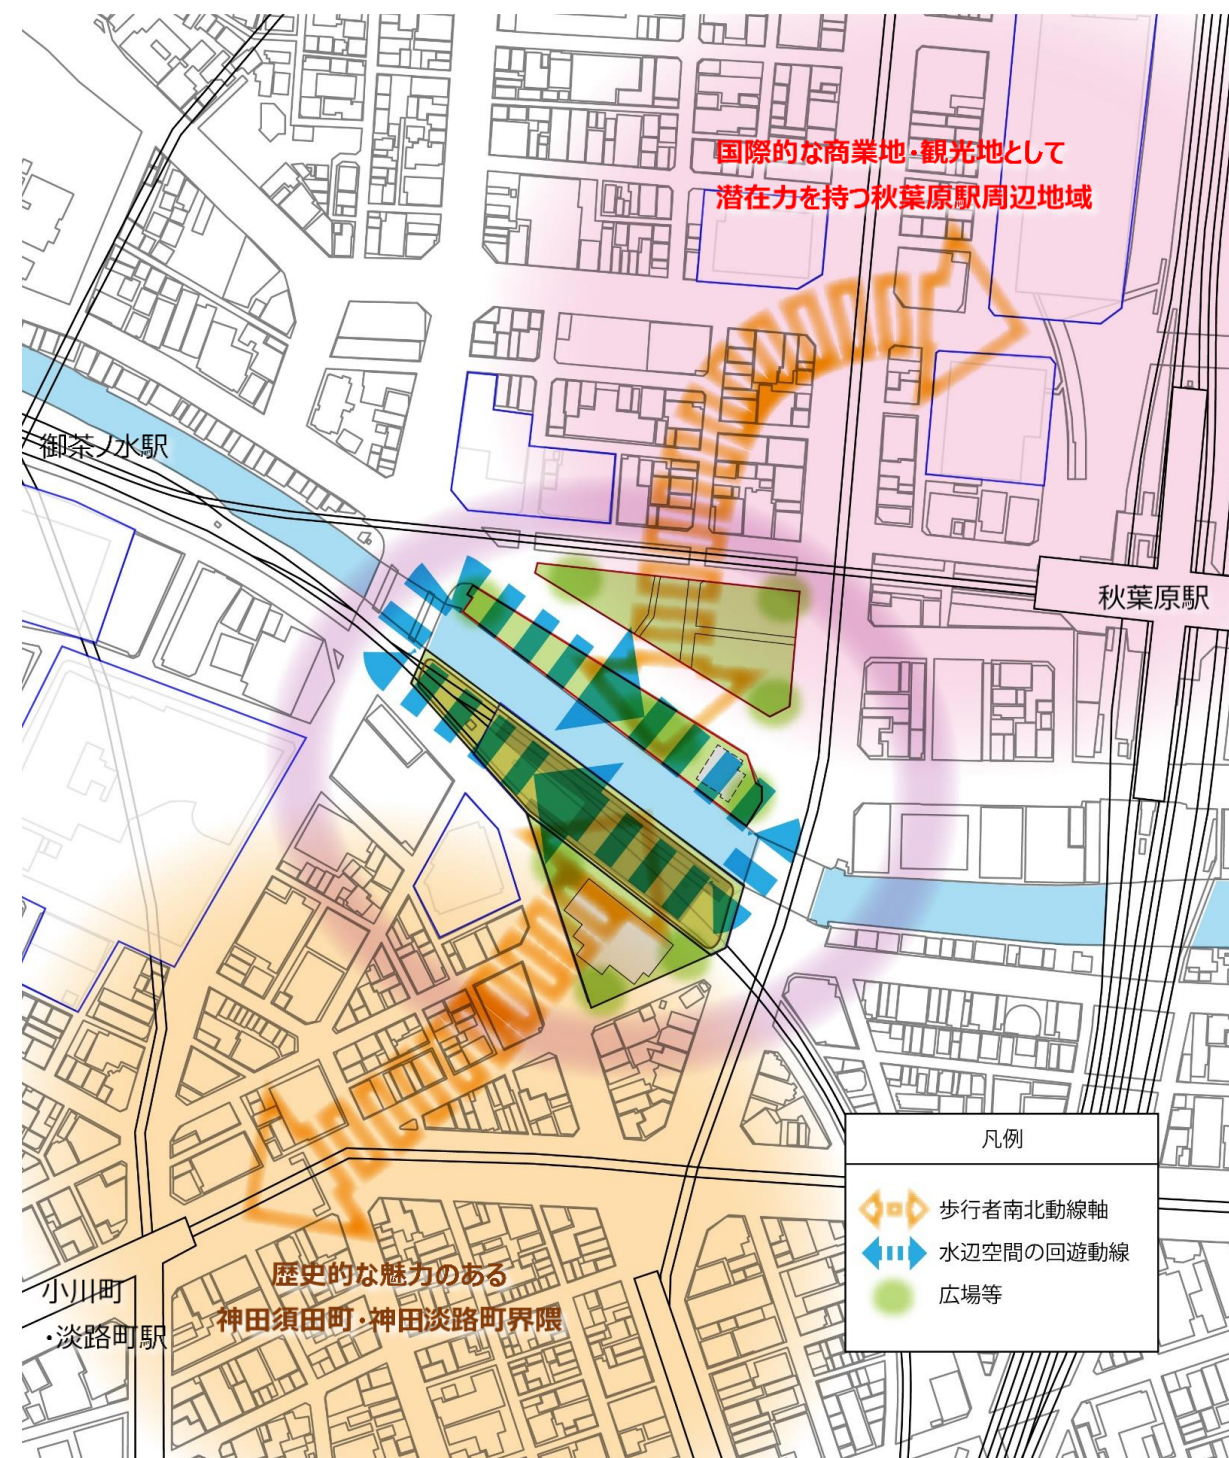 国際的な商業地・観光地として
潜在力を持つ秋葉原駅周辺地域
御茶ノ水駅
秋葉原駅
凡例
歩行者南北動線軸
水辺空間の回遊動線
広場等
歴史的な魅力のある
神田須田町・神田淡路町界隈
小川町
・淡路町駅